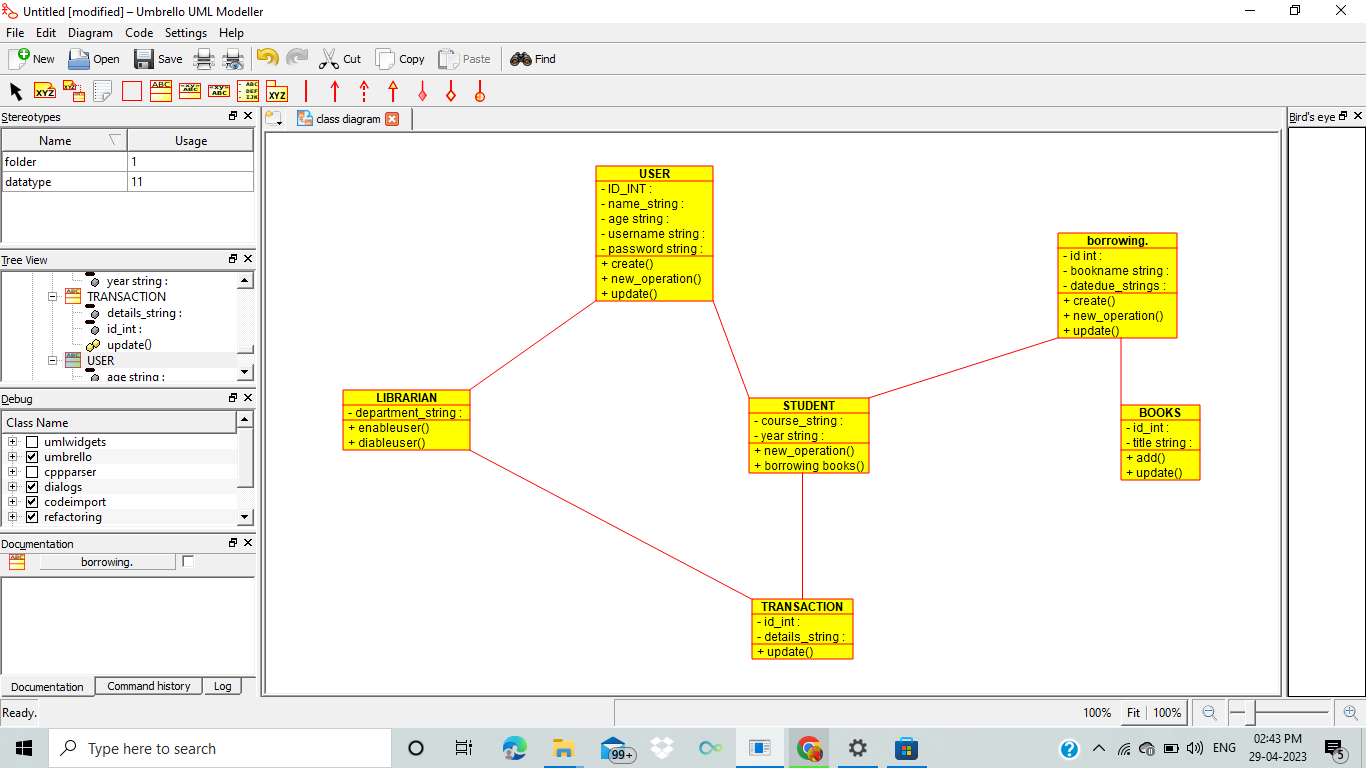 Untitled [modified] – Umbrello UML Modeller
File Edit Diagram Code Settings Help
New Open Save Cut Copy Paste Find
XYZ XYZ ABC -xy= ABC -xy= ABC - ABC - DEF - IJK XYZ
Stereotypes
Name Usage
folder 1
datatype 11
Tree View
year string :
TRANSACTION
details_string :
id_int :
update()
USER
age string :
Debug
Class Name
umlwidgets
umbrello
cppparser
dialogs
codeimport
refactoring
Documentation
ABC borrowing.
Documentation Command history Log
class diagram
USER
- ID_INT :
- name_string :
- age string :
- username string :
- password string :
+ create()
+ new_operation()
+ update()
borrowing.
- id int :
- bookname string :
- datedue_strings :
+ create()
+ new_operation()
+ update()
LIBRARIAN
- department_string :
+ enableuser()
+ diableuser()
STUDENT
- course_string :
- year string :
+ new_operation()
+ borrowing books()
BOOKS
- id_int :
- title string :
+ add()
+ update()
TRANSACTION
- id_int :
- details_string :
+ update()
Bird's eye
Ready. 100% Fit 100%
Type here to search
99+
ENG
02:43 PM
29-04-2023
5